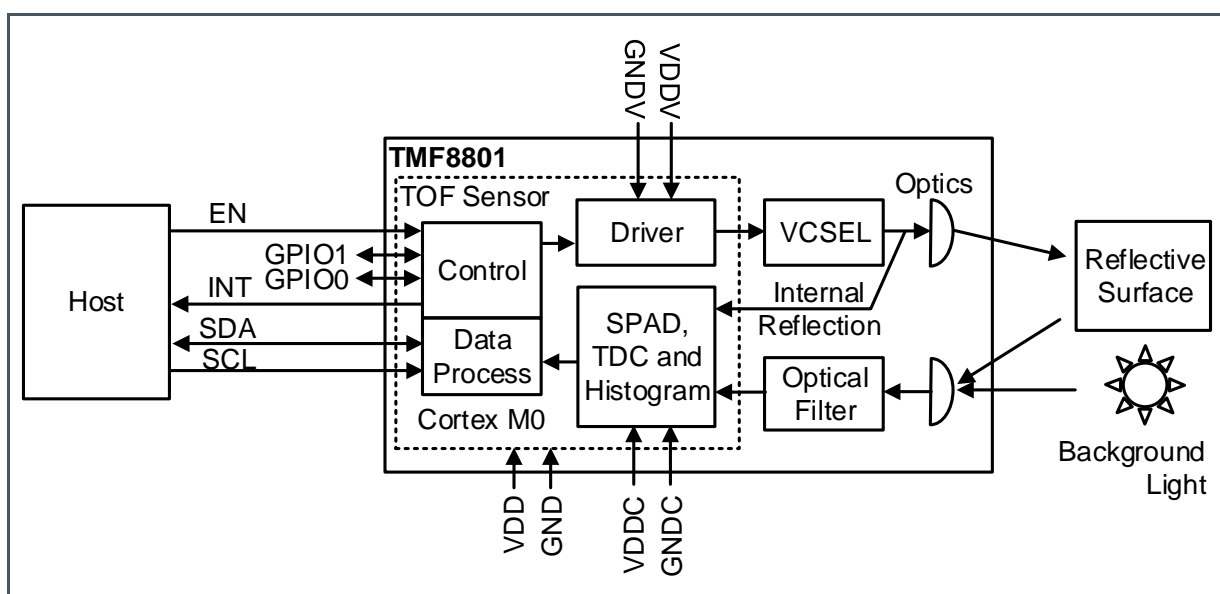 GNDV
VDDV
TMF8801
TOF Sensor
Optics
EN
Driver
VCSEL
GPIO1
GPIO0
Control
Reflective
Surface
Host
INT
Internal
Reflection
SDA
SCL
Data
Process
SPAD,
TDC and
Histogram
Optical
Filter
Cortex M0
Background
Light
VDD
GND
VDDC
GNDC